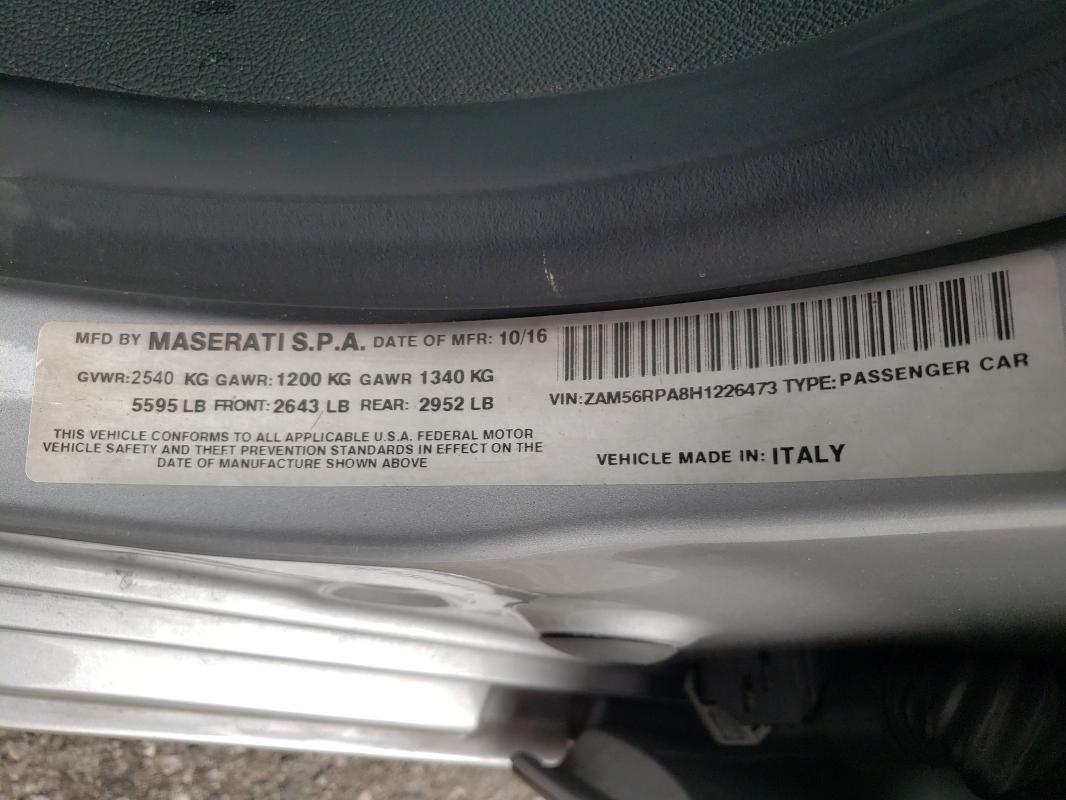 MFD BY MASERATI S.P.A. DATE OF MFR: 10/16
GVWR:2540 KG GAWR:1200 KG GAWR 1340 KG
5595 LB FRONT:2643 LB REAR: 2952 LB
THIS VEHICLE CONFORMS TO ALL APPLICABLE U.S.A. FEDERAL MOTOR
VEHICLE SAFETY AND THEFT PREVENTION STANDARDS IN EFFECT ON THE
DATE OF MANUFACTURE SHOWN ABOVE
VIN:ZAM56RPA8H1226473 TYPE:PASSENGER CAR
VEHICLE MADE IN: ITALY